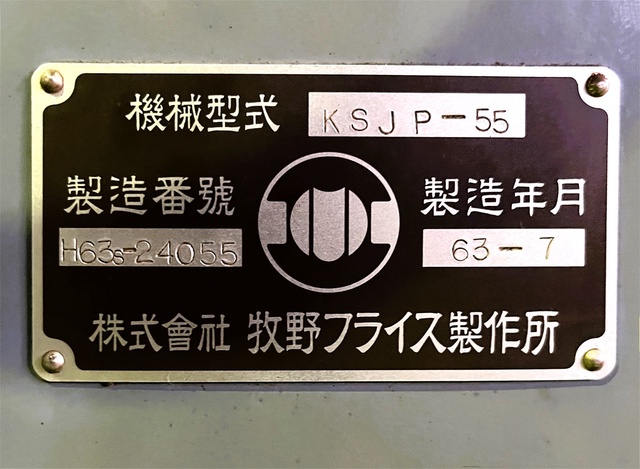 機械型式 KSJP-55
製造番號 製造年月
H63s-24055 63-7
株式會社 牧野フライス製作所